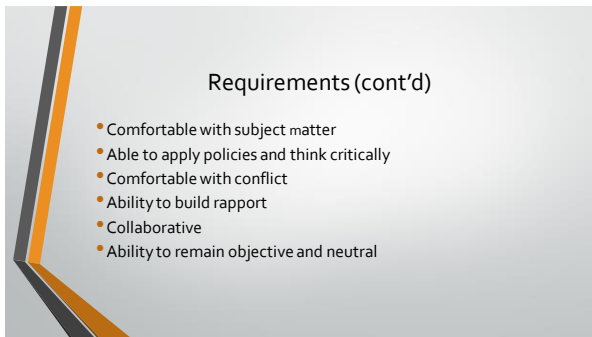 Requirements (cont'd)
• Comfortable with subject matter
• Able to apply policies and think critically
• Comfortable with conflict
• Ability to build rapport
• Collaborative
• Ability to remain objective and neutral